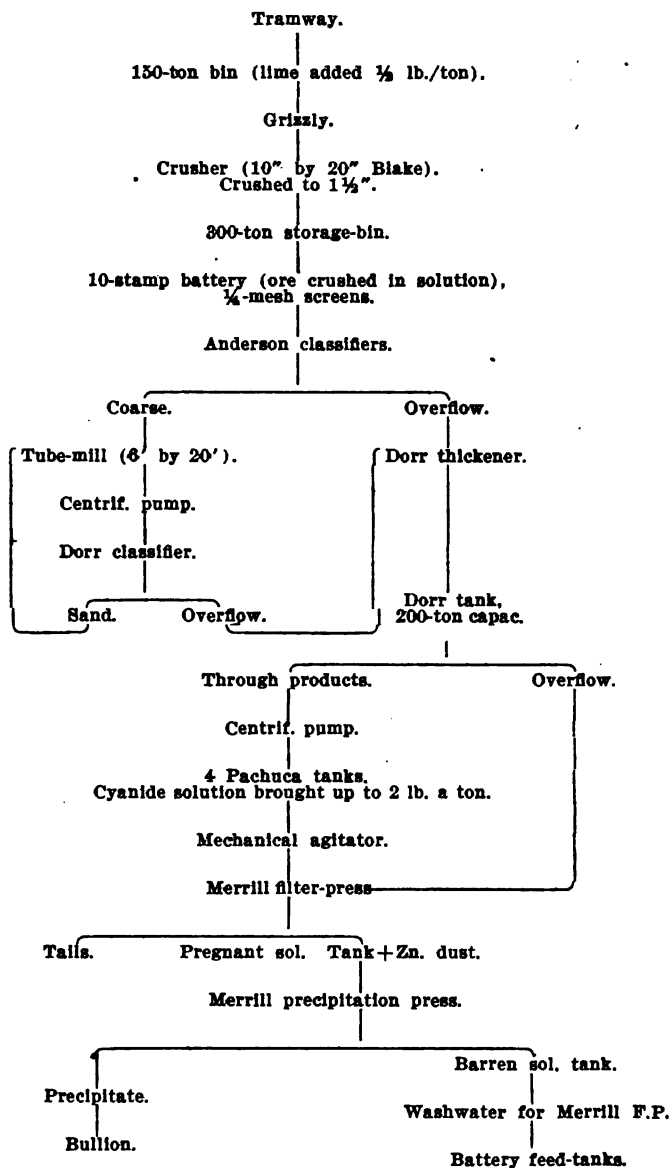 Tramway.
150-ton bin (lime added ½ lb./ton).
Grizzly.
Crusher (10" by 20" Blake).
Crushed to 1½".
300-ton storage-bin.
10-stamp battery (ore crushed in solution),
¼-mesh screens.
Anderson classifiers.
Coarse. Overflow.
Tube-mill (6' by 20'). Dorr thickener.
Centrif. pump.
Dorr classifier.
Sand. Overflow.
Dorr tank,
200-ton capac.
Through products. Overflow.
Centrif. pump.
4 Pachuca tanks.
Cyanide solution brought up to 2 lb. a ton.
Mechanical agitator.
Merrill filter-press
Tails. Pregnant sol. Tank+Zn. dust.
Merrill precipitation press.
Barren sol. tank.
Precipitate.
Washwater for Merrill F.P.
Bullion.
Battery feed-tanks.